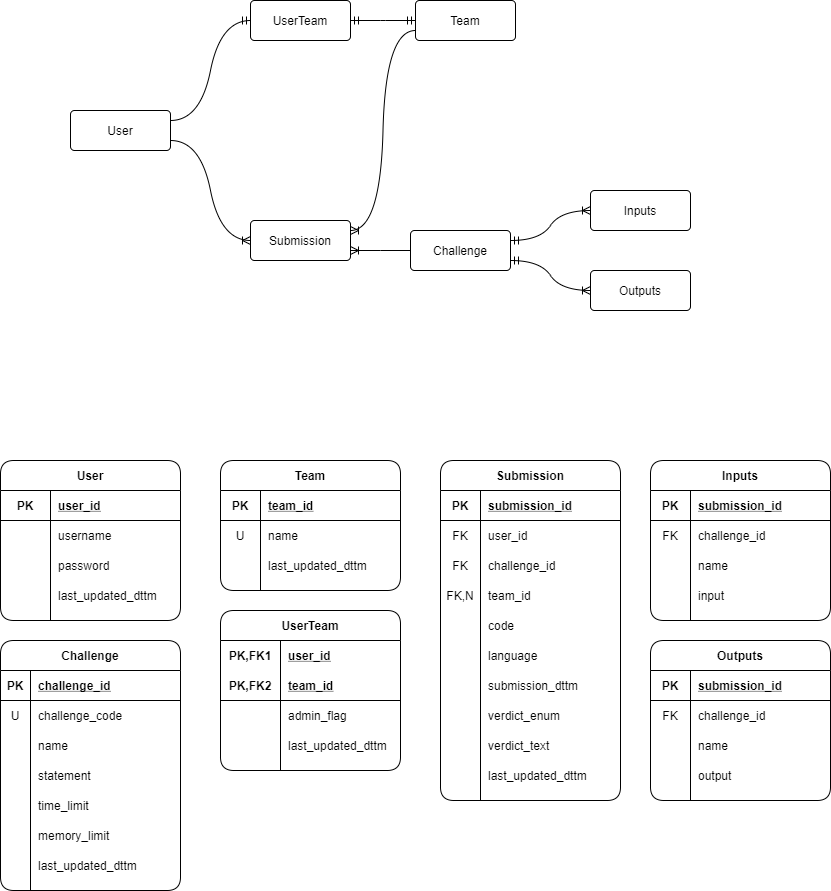 UserTeam
Team
User
Submission
Challenge
Inputs
Outputs
User
PK user_id
username
password
last_updated_dttm
Team
PK team_id
U name
last_updated_dttm
Submission
PK submission_id
FK user_id
FK challenge_id
FK,N team_id
code
language
submission_dttm
verdict_enum
verdict_text
last_updated_dttm
Inputs
PK submission_id
FK challenge_id
name
input
Challenge
PK challenge_id
U challenge_code
name
statement
time_limit
memory_limit
last_updated_dttm
UserTeam
PK,FK1 user_id
PK,FK2 team_id
admin_flag
last_updated_dttm
Outputs
PK submission_id
FK challenge_id
name
output